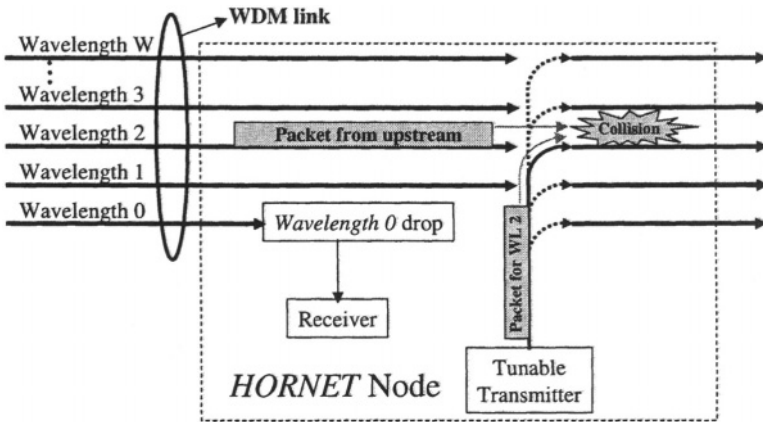 WDM link
Wavelength W
Wavelength 3
Packet from upstream
Collision
Wavelength 2
Wavelength 1
Wavelength 0
Wavelength 0 drop
Packet for WL 2
Receiver
HORNET Node
Tunable
Transmitter